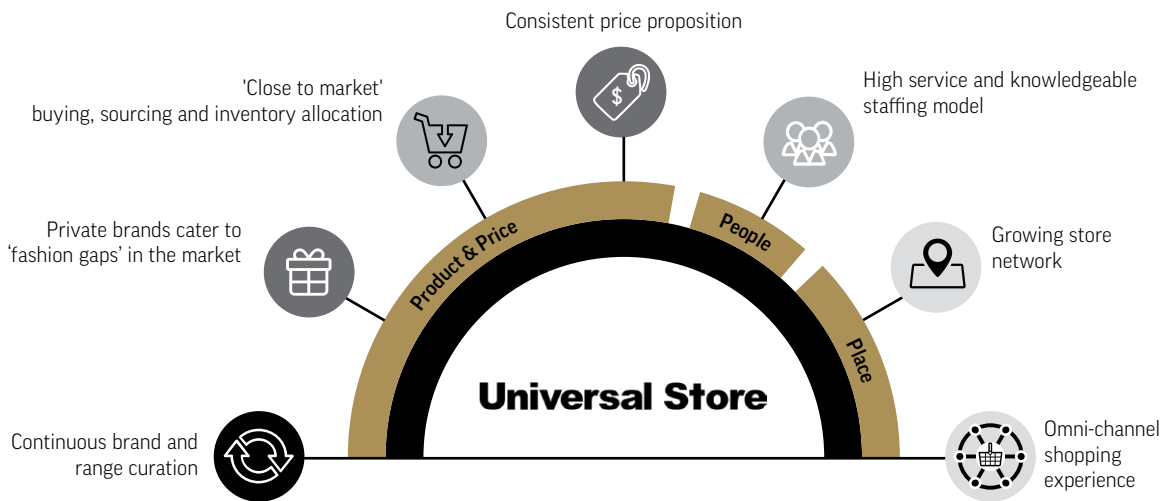 Consistent price proposition
'Close to market'
buying, sourcing and inventory allocation
High service and knowledgeable
staffing model
$
Private brands cater to
‘fashion gaps’ in the market
Product & Price
People
Growing store
network
Place
Universal Store
Continuous brand and
range curation
Omni-channel
shopping
experience